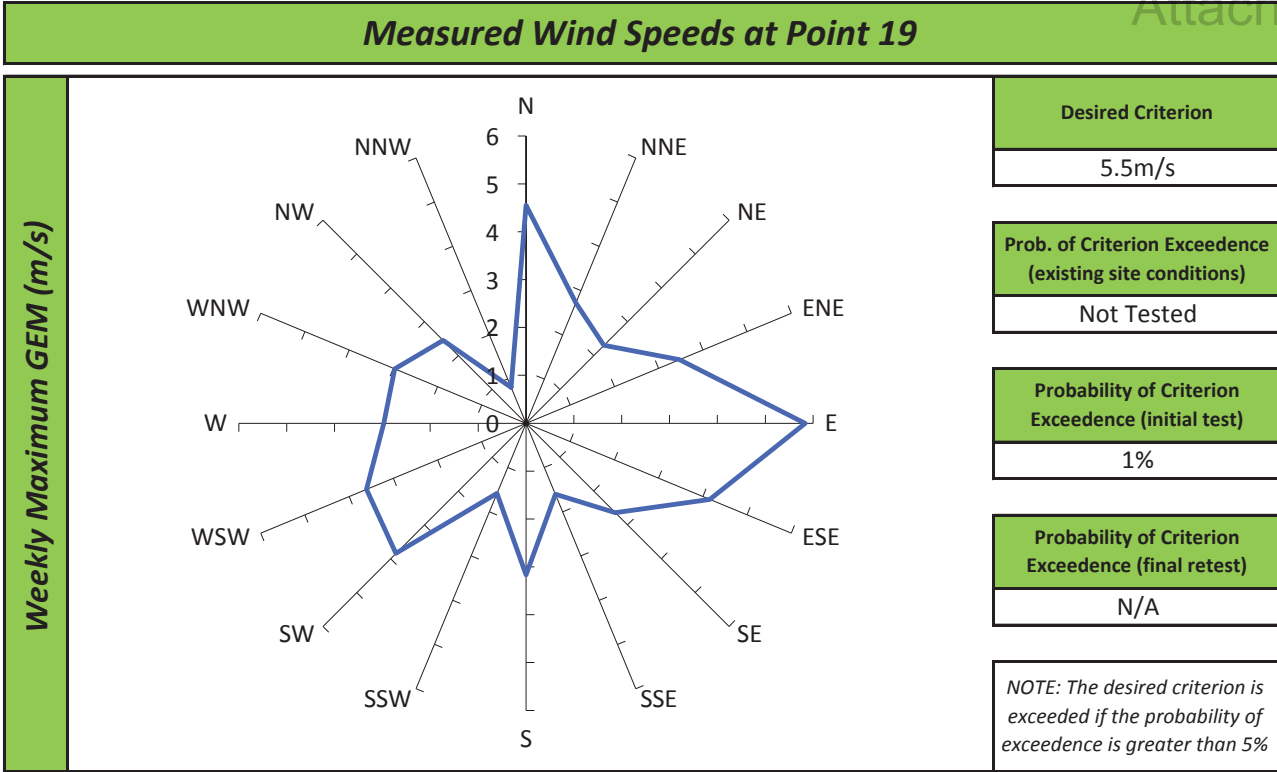 Attach
Measured Wind Speeds at Point 19
Weekly Maximum GEM (m/s)
N
NNE
NE
ENE
E
ESE
SE
SSE
S
SSW
SW
WSW
W
WNW
NW
NNW
6
5
4
3
2
1
0
Desired Criterion
5.5m/s
Prob. of Criterion Exceedence
(existing site conditions)
Not Tested
Probability of Criterion
Exceedence (initial test)
1%
Probability of Criterion
Exceedence (final retest)
N/A
NOTE: The desired criterion is
exceeded if the probability of
exceedence is greater than 5%